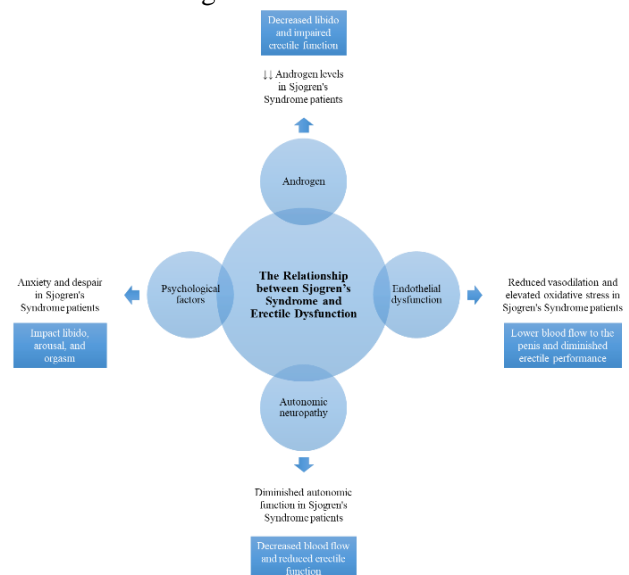 Decreased libido
and impaired
erectile function
↓↓ Androgen levels
in Sjogren's
Syndrome patients
Androgen
Psychological
factors
The Relationship
between Sjogren's
Syndrome and
Erectile Dysfunction
Endothelial
dysfunction
Anxiety and despair
in Sjogren's
Syndrome patients
Impact libido,
arousal, and
orgasm
Reduced vasodilation and
elevated oxidative stress in
Sjogren's Syndrome patients
Lower blood flow to the
penis and diminished
erectile performance
Autonomic
neuropathy
Diminished autonomic
function in Sjogren's
Syndrome patients
Decreased blood flow
and reduced erectile
function